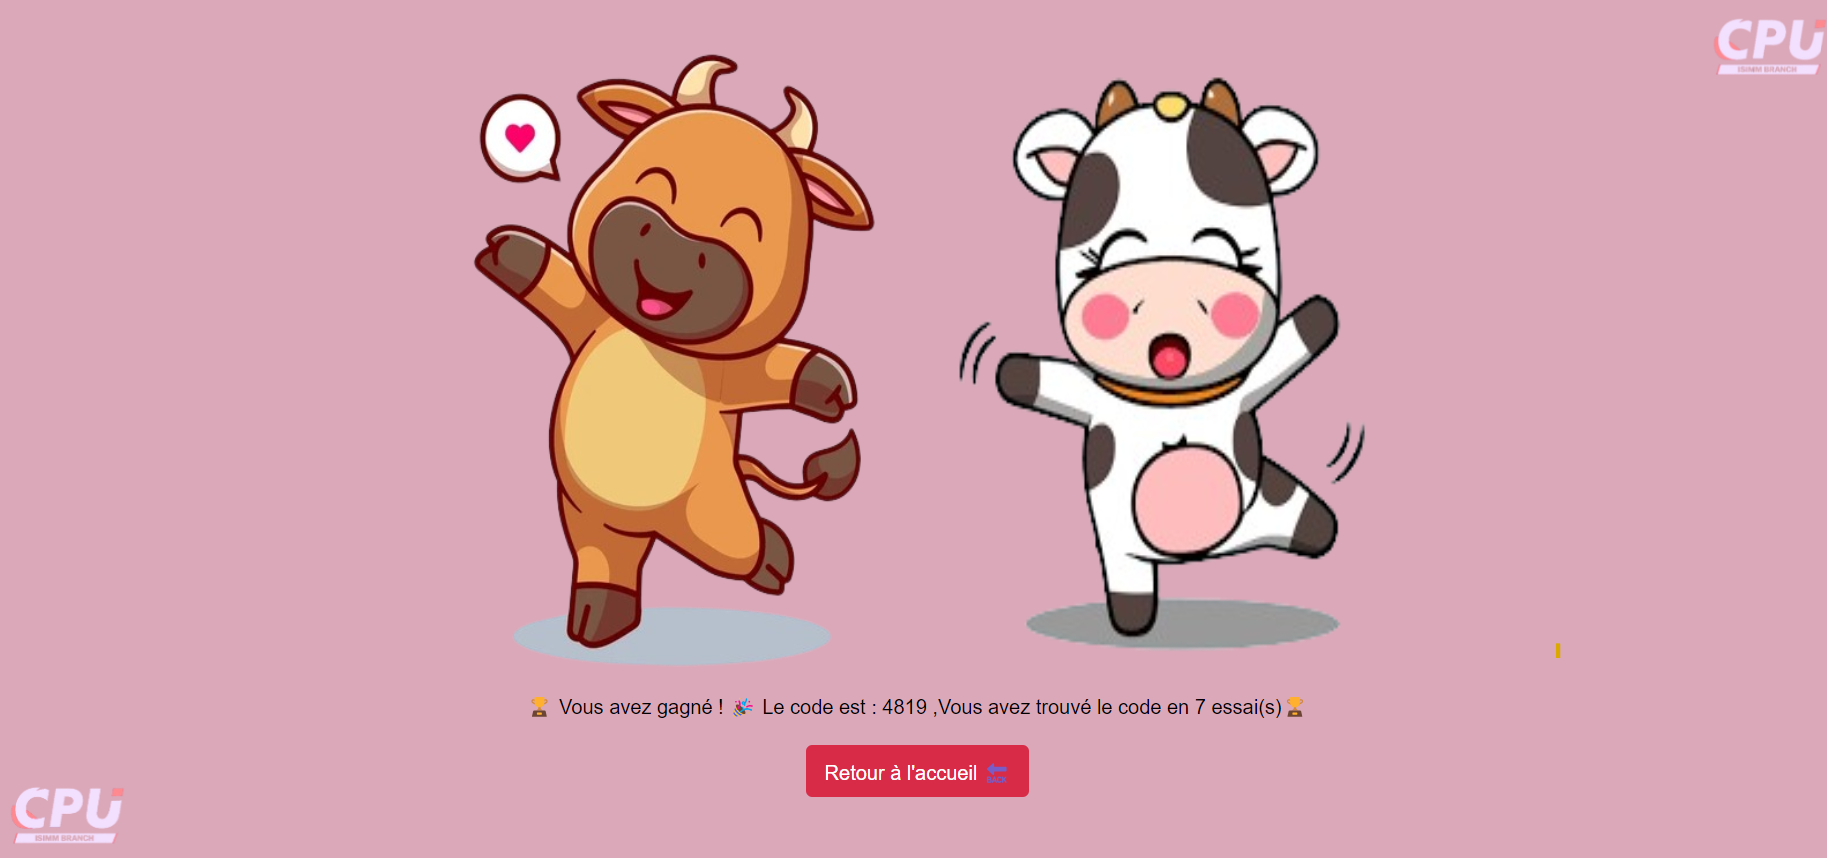 CPU
ISIMM BRANCH
🏆 Vous avez gagné ! 🎉 Le code est : 4819 ,Vous avez trouvé le code en 7 essai(s)🏆
Retour à l'accueil 🔙
CPU
ISIMM BRANCH